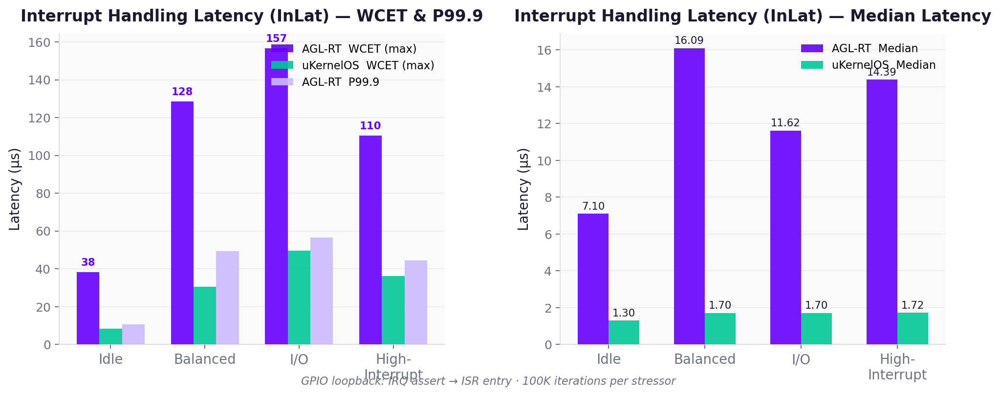 Interrupt Handling Latency (InLat) — WCET & P99.9
Latency (µs)
160
140
120
100
80
60
40
20
0
157
128
110
38
AGL-RT  WCET (max)
uKernelOS  WCET (max)
AGL-RT  P99.9
Idle
Balanced
I/O
High-
Interrupt
Interrupt Handling Latency (InLat) — Median Latency
Latency (µs)
16
14
12
10
8
6
4
2
0
AGL-RT  Median
uKernelOS  Median
7.10
1.30
16.09
1.70
11.62
1.70
14.39
1.72
Idle
Balanced
I/O
High-
Interrupt
GPIO loopback: IRQ assert → ISR entry · 100K iterations per stressor